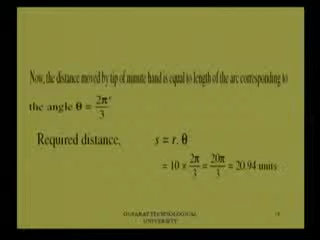 Now, the distance moved by tip of minute hand is equal to length of the arc corresponding to
the angle θ = 2πᶜ/3
Required distance, s = r. θ
= 10 × 2π/3 = 20π/3 = 20.94 units
GUJARAT TECHNOLOGICAL
UNIVERSITY